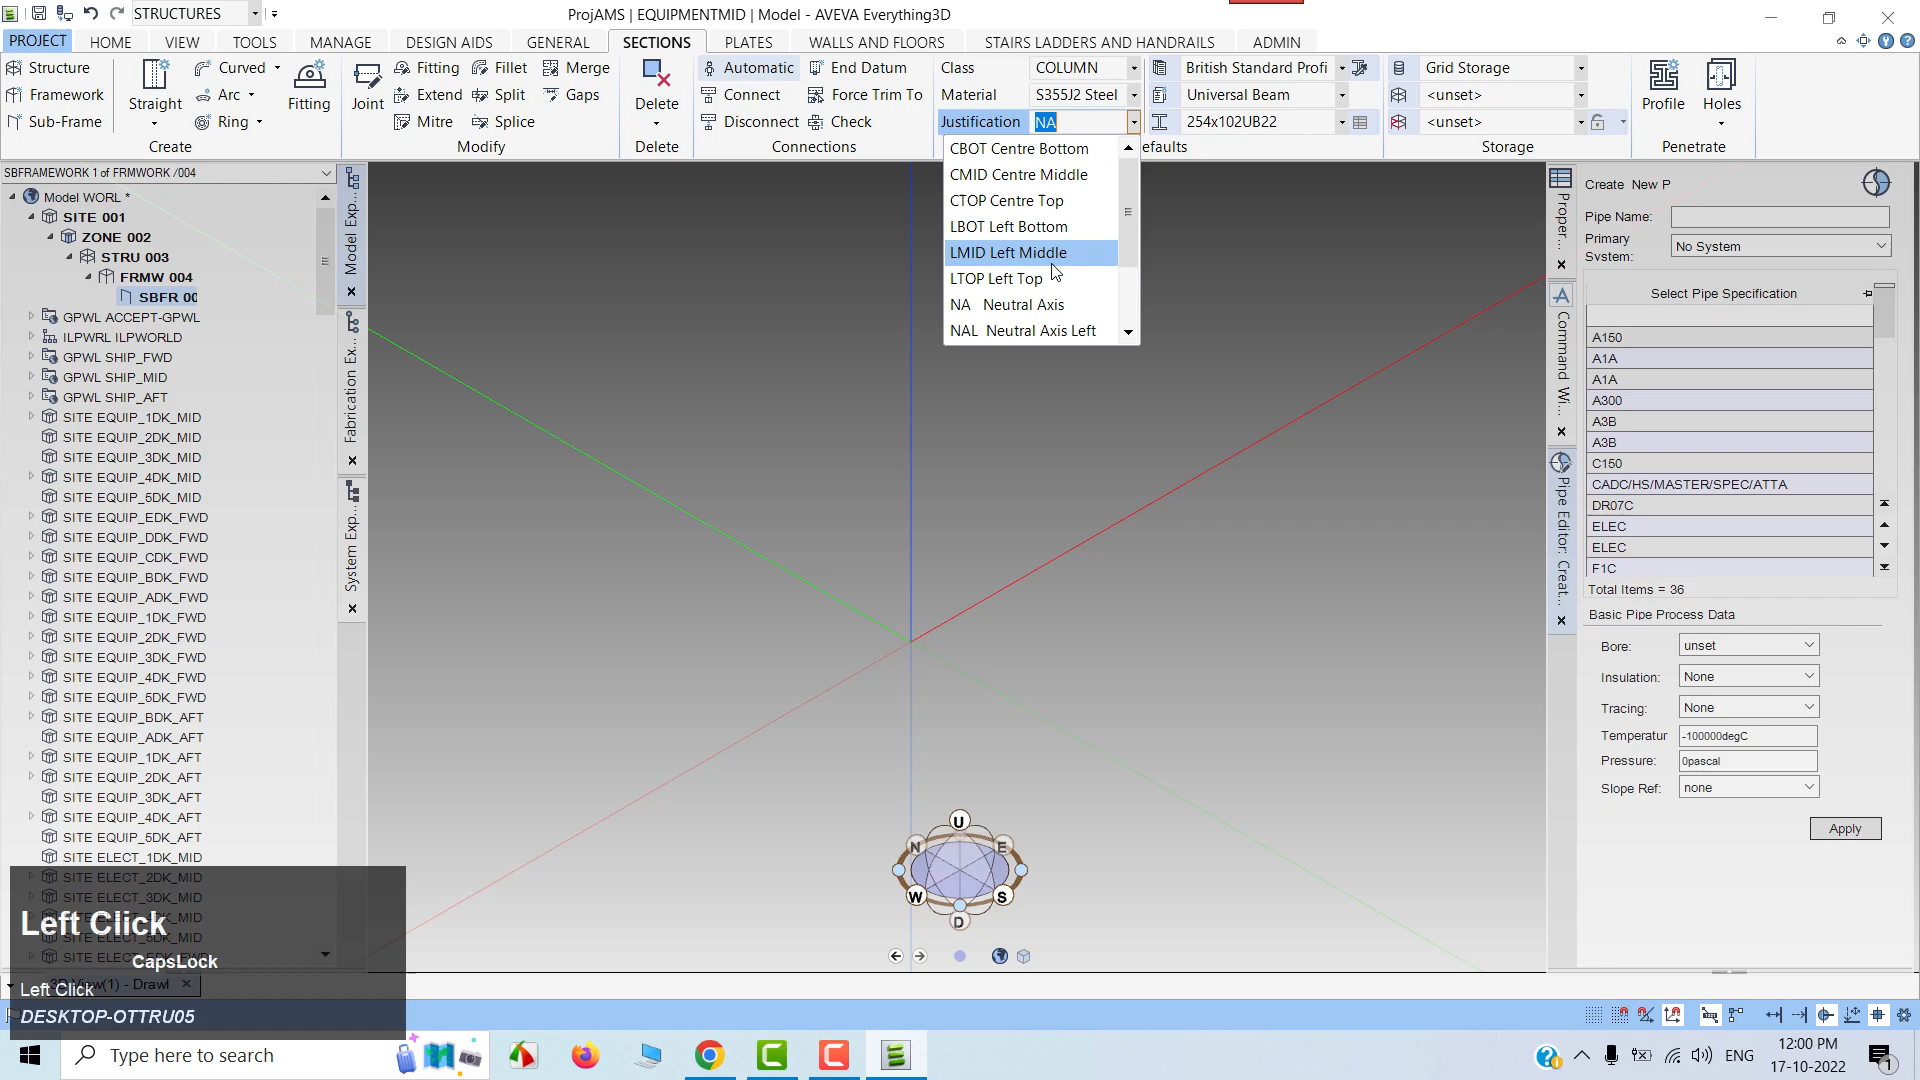 STRUCTURES
ProjAMS | EQUIPMENTMID | Model - AVEVA Everything3D
PROJECT HOME VIEW TOOLS MANAGE DESIGN AIDS GENERAL SECTIONS PLATES WALLS AND FLOORS STAIRS LADDERS AND HANDRAILS ADMIN
Structure
Framework
Sub-Frame
Straight
Curved
Arc
Ring
Fitting
Create
Joint
Fitting
Extend
Mitre
Fillet
Split
Splice
Merge
Gaps
Modify
Delete
Delete
Automatic
Connect
Disconnect
End Datum
Force Trim To
Check
Connections
Class COLUMN
Material S355J2 Steel
Justification NA
British Standard Profi
Universal Beam
254x102UB22
efaults
Grid Storage
<unset>
<unset>
Storage
Profile
Holes
Penetrate
CBOT Centre Bottom
CMID Centre Middle
CTOP Centre Top
LBOT Left Bottom
LMID Left Middle
LTOP Left Top
NA Neutral Axis
NAL Neutral Axis Left
SBFRAMEWORK 1 of FRMWORK /004
Model WORL *
SITE 001
ZONE 002
STRU 003
FRMW 004
SBFR 00
GPWL ACCEPT-GPWL
ILPWRL ILPWORLD
GPWL SHIP_FWD
GPWL SHIP_MID
GPWL SHIP_AFT
SITE EQUIP_1DK_MID
SITE EQUIP_2DK_MID
SITE EQUIP_3DK_MID
SITE EQUIP_4DK_MID
SITE EQUIP_5DK_MID
SITE EQUIP_EDK_FWD
SITE EQUIP_DDK_FWD
SITE EQUIP_CDK_FWD
SITE EQUIP_BDK_FWD
SITE EQUIP_ADK_FWD
SITE EQUIP_1DK_FWD
SITE EQUIP_2DK_FWD
SITE EQUIP_3DK_FWD
SITE EQUIP_4DK_FWD
SITE EQUIP_5DK_FWD
SITE EQUIP_BDK_AFT
SITE EQUIP_ADK_AFT
SITE EQUIP_1DK_AFT
SITE EQUIP_2DK_AFT
SITE EQUIP_3DK_AFT
SITE EQUIP_4DK_AFT
SITE EQUIP_5DK_AFT
SITE ELECT_1DK_MID
SITE ELECT_2DK_MID
SITE ELECT_3DK_MID
Model Exp...
Fabrication Ex...
System Exp...
U
N E
W S
D
Proper...
Command Wi...
Pipe Editor: Creat...
Create New P
Pipe Name:
Primary System: No System
Select Pipe Specification
A150
A1A
A1A
A300
A3B
A3B
C150
CADC/HS/MASTER/SPEC/ATTA
DR07C
ELEC
ELEC
F1C
Total Items = 36
Basic Pipe Process Data
Bore: unset
Insulation: None
Tracing: None
Temperatur -100000degC
Pressure: 0pascal
Slope Ref: none
Apply
Left Click
CapsLock
Left Click
DESKTOP-OTTRU05
View(1) - Drawl
Type here to search
ENG
12:00 PM
17-10-2022
1